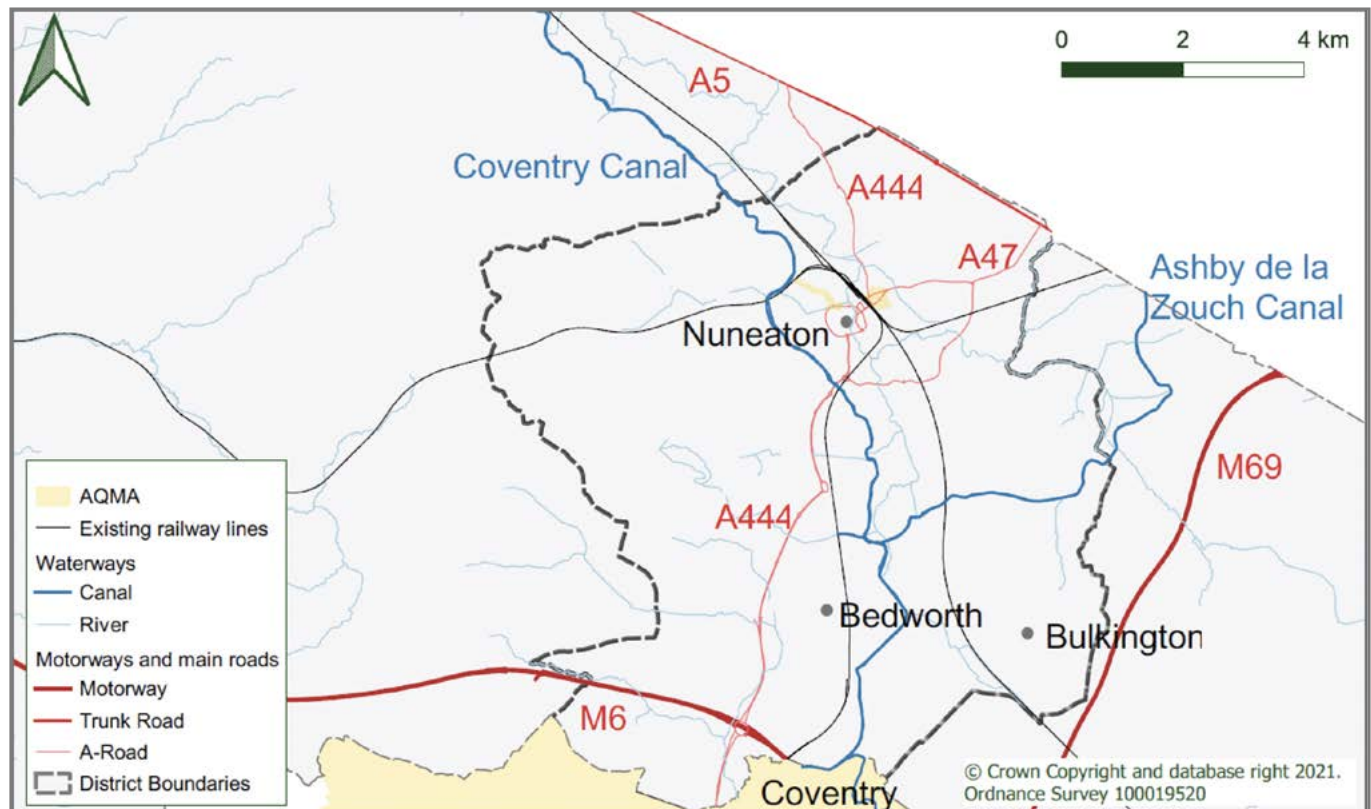 0 2 4 km
A5
Coventry Canal
A444
A47
Ashby de la
Zouch Canal
Nuneaton
M69
A444
Bedworth
Bulkington
M6
Coventry
AQMA
Existing railway lines
Waterways
Canal
River
Motorways and main roads
Motorway
Trunk Road
A-Road
District Boundaries
© Crown Copyright and database right 2021.
Ordnance Survey 100019520